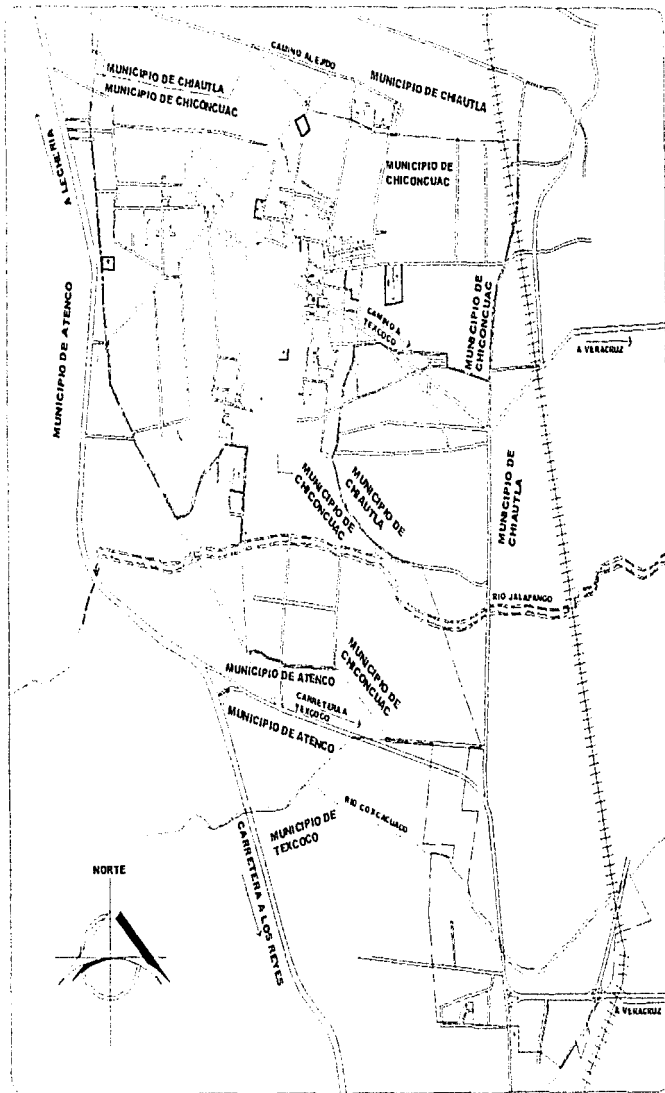 CAMINO AL EJIDO
MUNICIPIO DE CHIAUTLA
MUNICIPIO DE CHICONCUAC
MUNICIPIO DE CHIAUTLA
A LECHERIA
MUNICIPIO DE
CHICONCUAC
MUNICIPIO DE ATENCO
MUNICIPIO DE
CHICONCUAC
CAMINO A
TEXCOCO
A VERACRUZ
MUNICIPIO DE
CHICONCUAC
MUNICIPIO DE
CHIAUTLA
MUNICIPIO DE
CHIAUTLA
RIO JALAPANGO
MUNICIPIO DE ATENCO
MUNICIPIO DE
CHICONCUAC
CARRETERA A
TEXCOCO
MUNICIPIO DE ATENCO
MUNICIPIO DE
TEXCOCO
RIO COXCACUACO
CARRETERA A LOS REYES
NORTE
A VERACRUZ